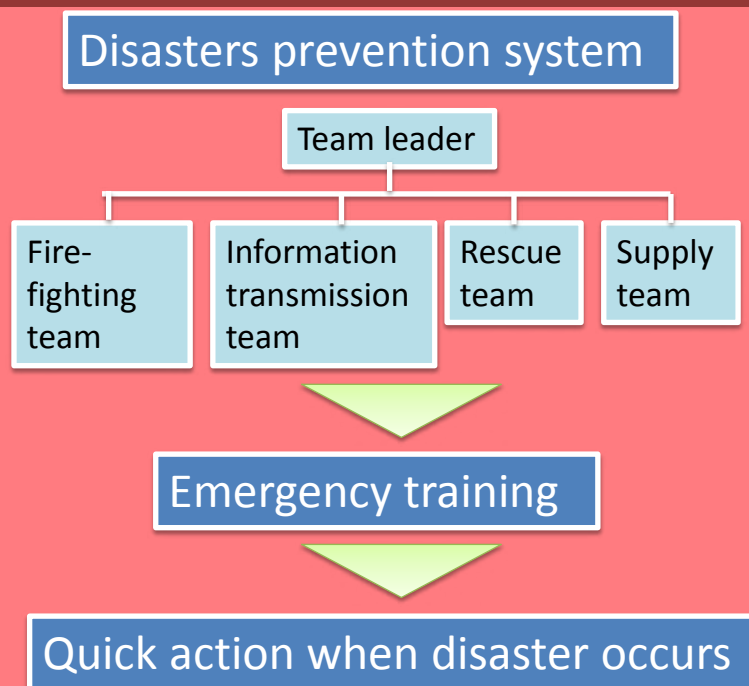 Disasters prevention system
Team leader
Fire-
fighting
team
Information
transmission
team
Rescue
team
Supply
team
Emergency training
Quick action when disaster occurs